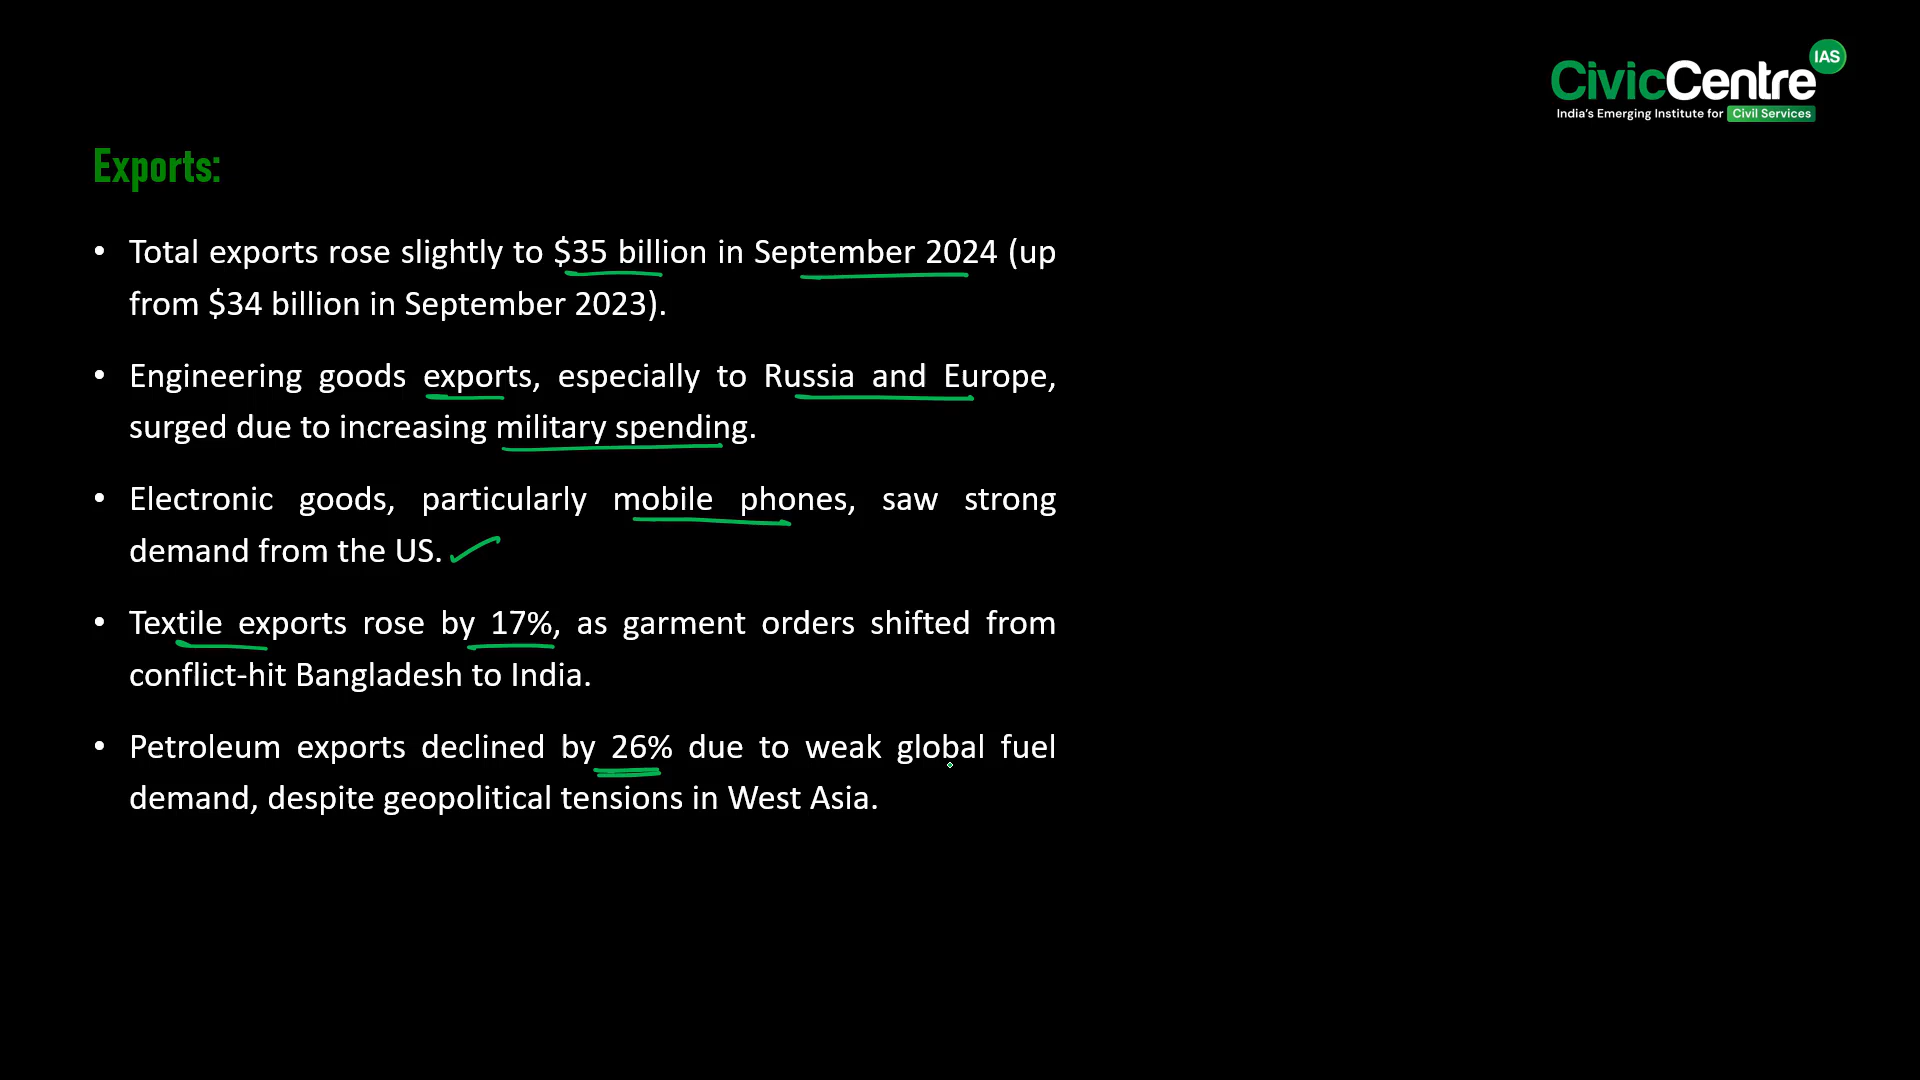 IAS
CivicCentre
India's Emerging Institute for Civil Services
Exports:
• Total exports rose slightly to $35 billion in September 2024 (up
from $34 billion in September 2023).
• Engineering goods exports, especially to Russia and Europe,
surged due to increasing military spending.
• Electronic goods, particularly mobile phones, saw strong
demand from the US.
• Textile exports rose by 17%, as garment orders shifted from
conflict-hit Bangladesh to India.
• Petroleum exports declined by 26% due to weak global fuel
demand, despite geopolitical tensions in West Asia.